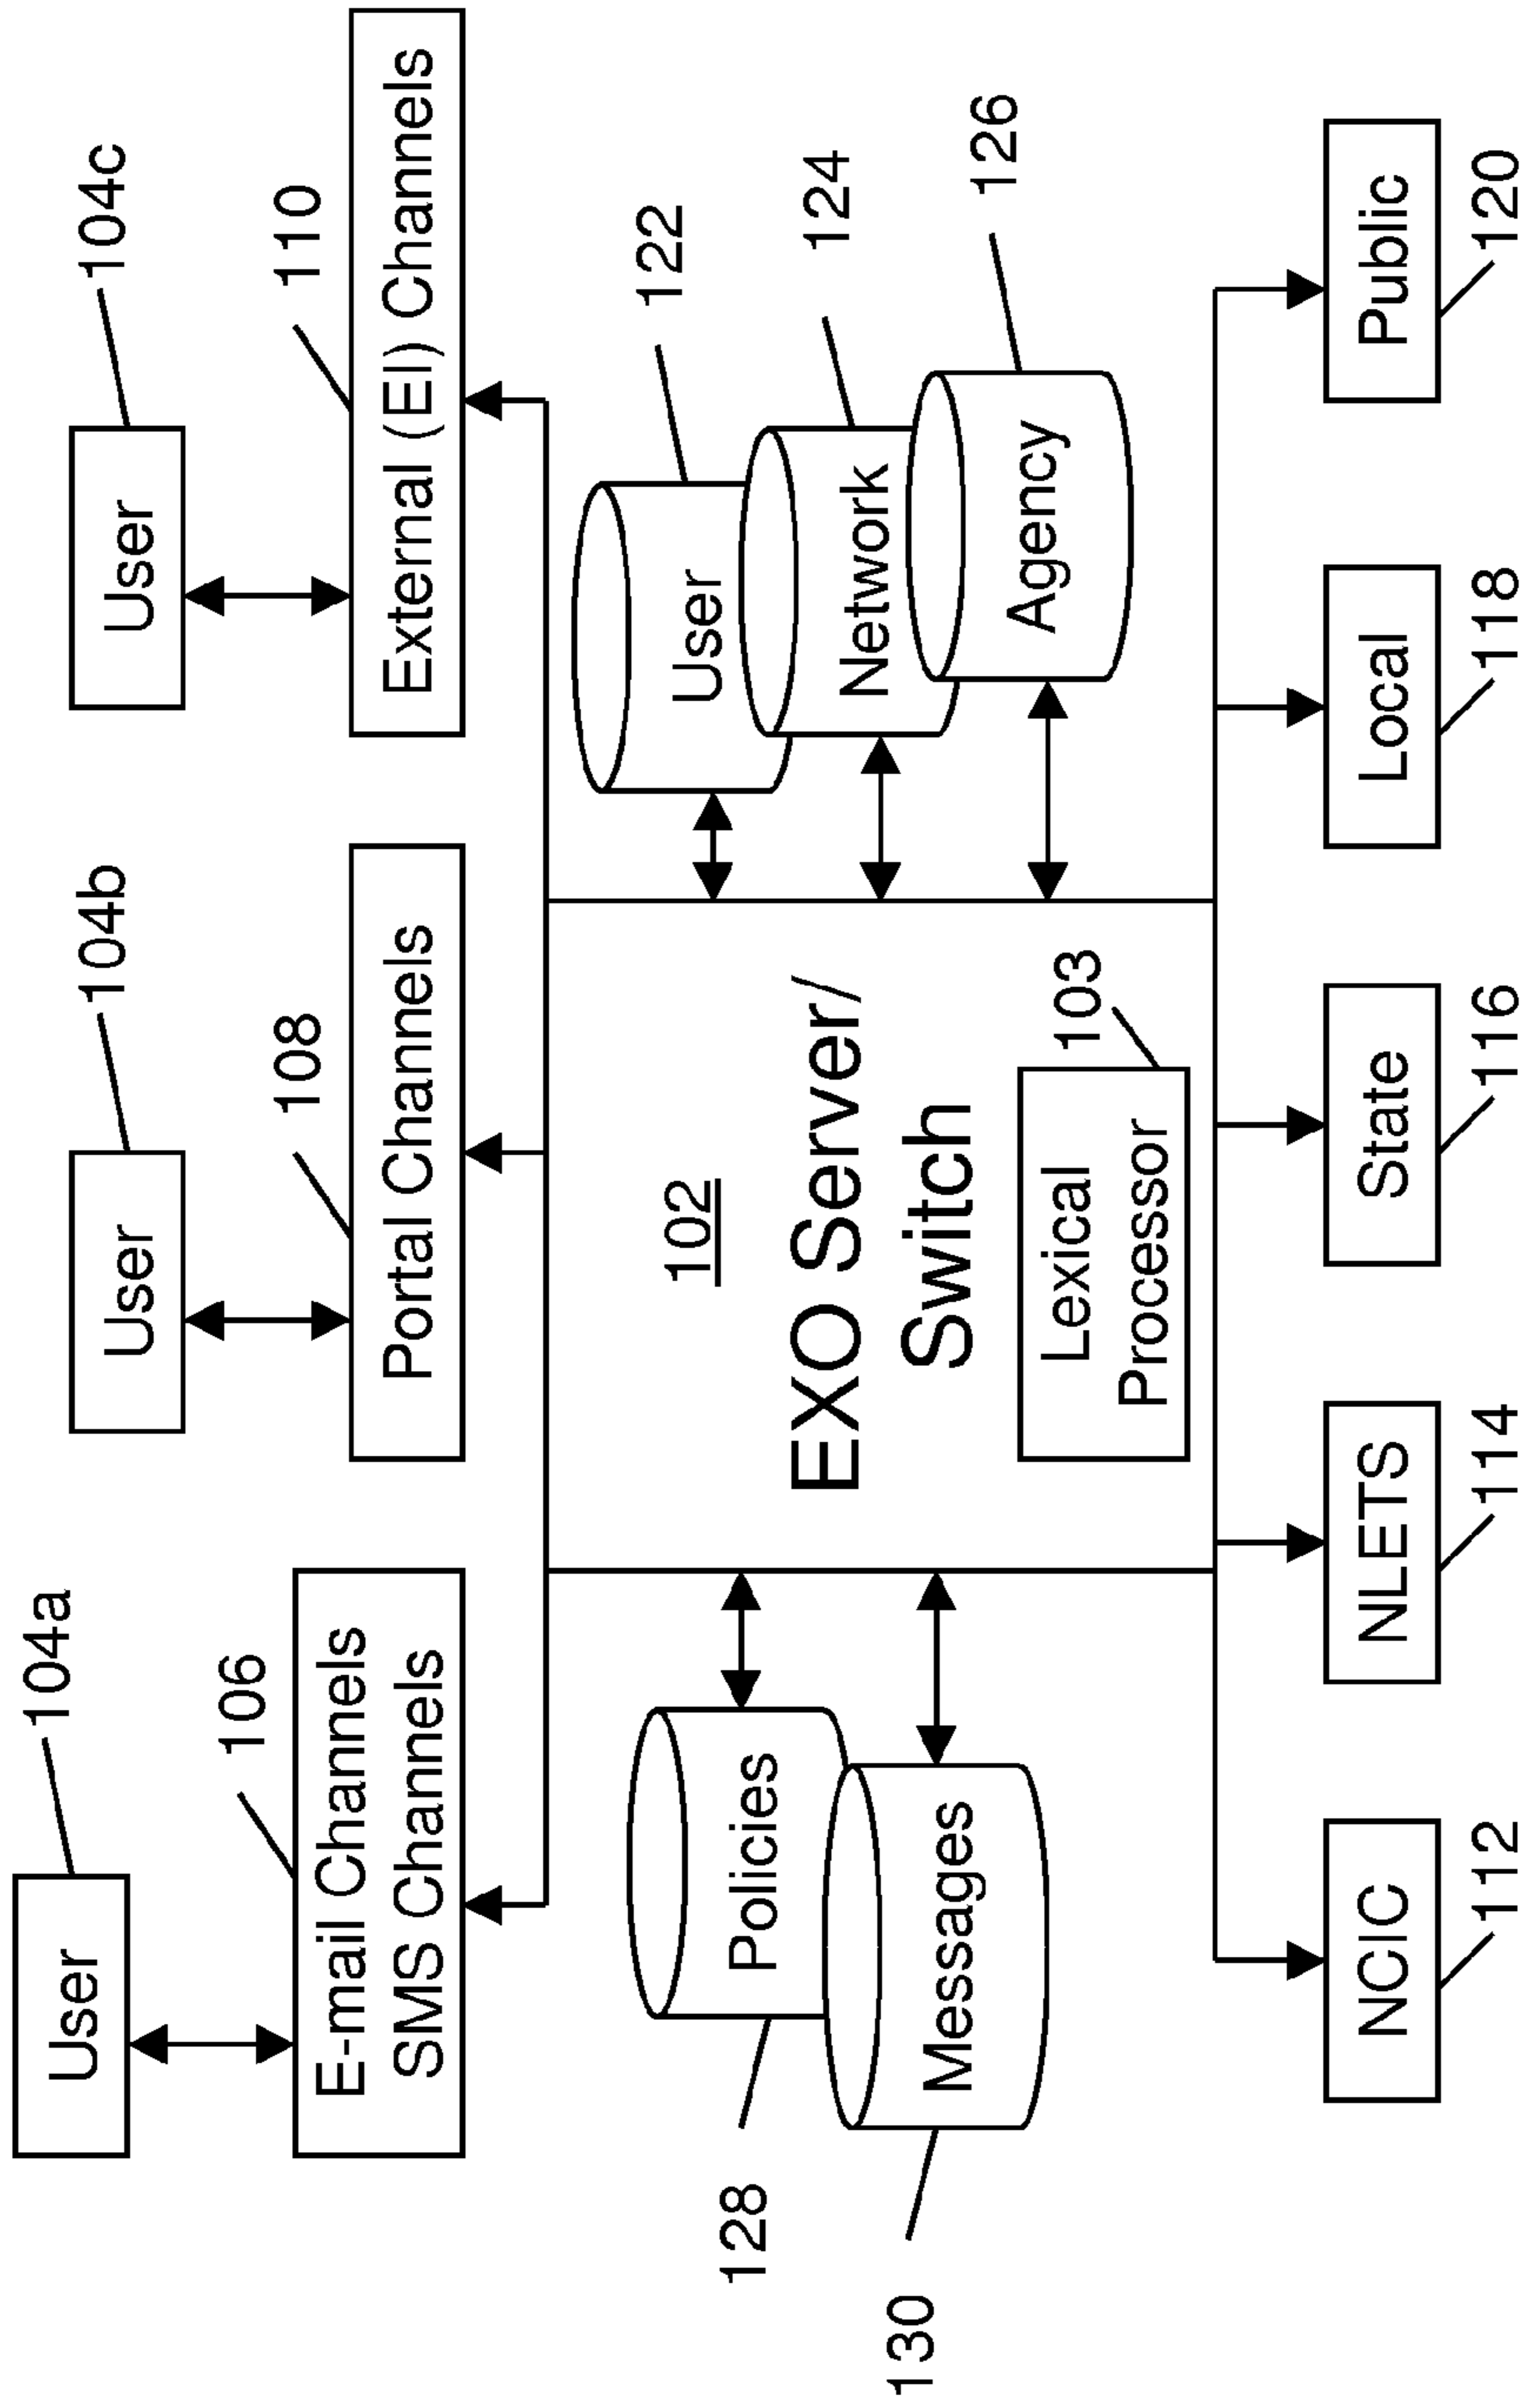 104a
104b
104c
User
User
User
106
108
110
E-mail Channels
SMS Channels
Portal Channels
External (EI) Channels
128
Policies
130
Messages
102
EXO Server/
Switch
103
Lexical
Processor
User
122
Network
124
Agency
126
NCIC
NLETS
State
Local
Public
112
114
116
118
120